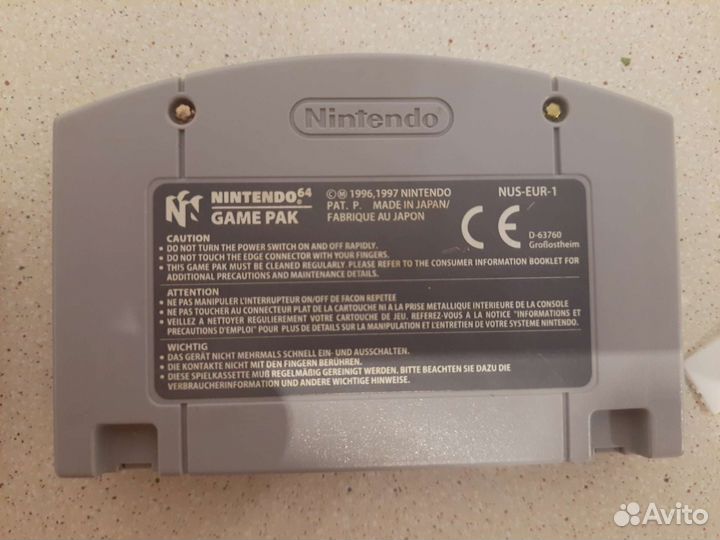 Nintendo
NINTENDO 64
GAME PAK
©Ⓜ 1996,1997 NINTENDO
PAT. P. MADE IN JAPAN/
FABRIQUE AU JAPON
NUS-EUR-1
CE
D-63760
Großostheim
CAUTION
• DO NOT TURN THE POWER SWITCH ON AND OFF RAPIDLY.
• DO NOT TOUCH THE EDGE CONNECTOR WITH YOUR FINGERS.
• THIS GAME PAK MUST BE CLEANED REGULARLY. PLEASE REFER TO THE CONSUMER INFORMATION BOOKLET FOR
ADDITIONAL PRECAUTIONS AND MAINTENANCE DETAILS.
ATTENTION
• NE PAS MANIPULER L'INTERRUPTEUR ON/OFF DE FACON REPETEE
• NE PAS TOUCHER AU CONNECTEUR PLAT DE LA CARTOUCHE NI A LA PRISE METALLIQUE INTERIEURE DE LA CONSOLE
• VEILLEZ A NETTOYER REGULIEREMENT VOTRE CARTOUCHE DE JEU. REFEREZ-VOUS A LA NOTICE "INFORMATIONS ET
PRECAUTIONS D'EMPLOI" POUR PLUS DE DETAILS SUR LA MANIPULATION ET L'ENTRETIEN DE VOTRE SYSTEME NINTENDO.
WICHTIG
• DAS GERÄT NICHT MEHRMALS SCHNELL EIN- UND AUSSCHALTEN.
• DIE KONTAKTE NICHT MIT DEN FINGERN BERÜHREN.
• DIESE SPIELKASSETTE MUß REGELMÄßIG GEREINIGT WERDEN. BITTE BEACHTEN SIE DAZU DIE
VERBRAUCHERINFORMATION UND ANDERE WICHTIGE HINWEISE.
Avito